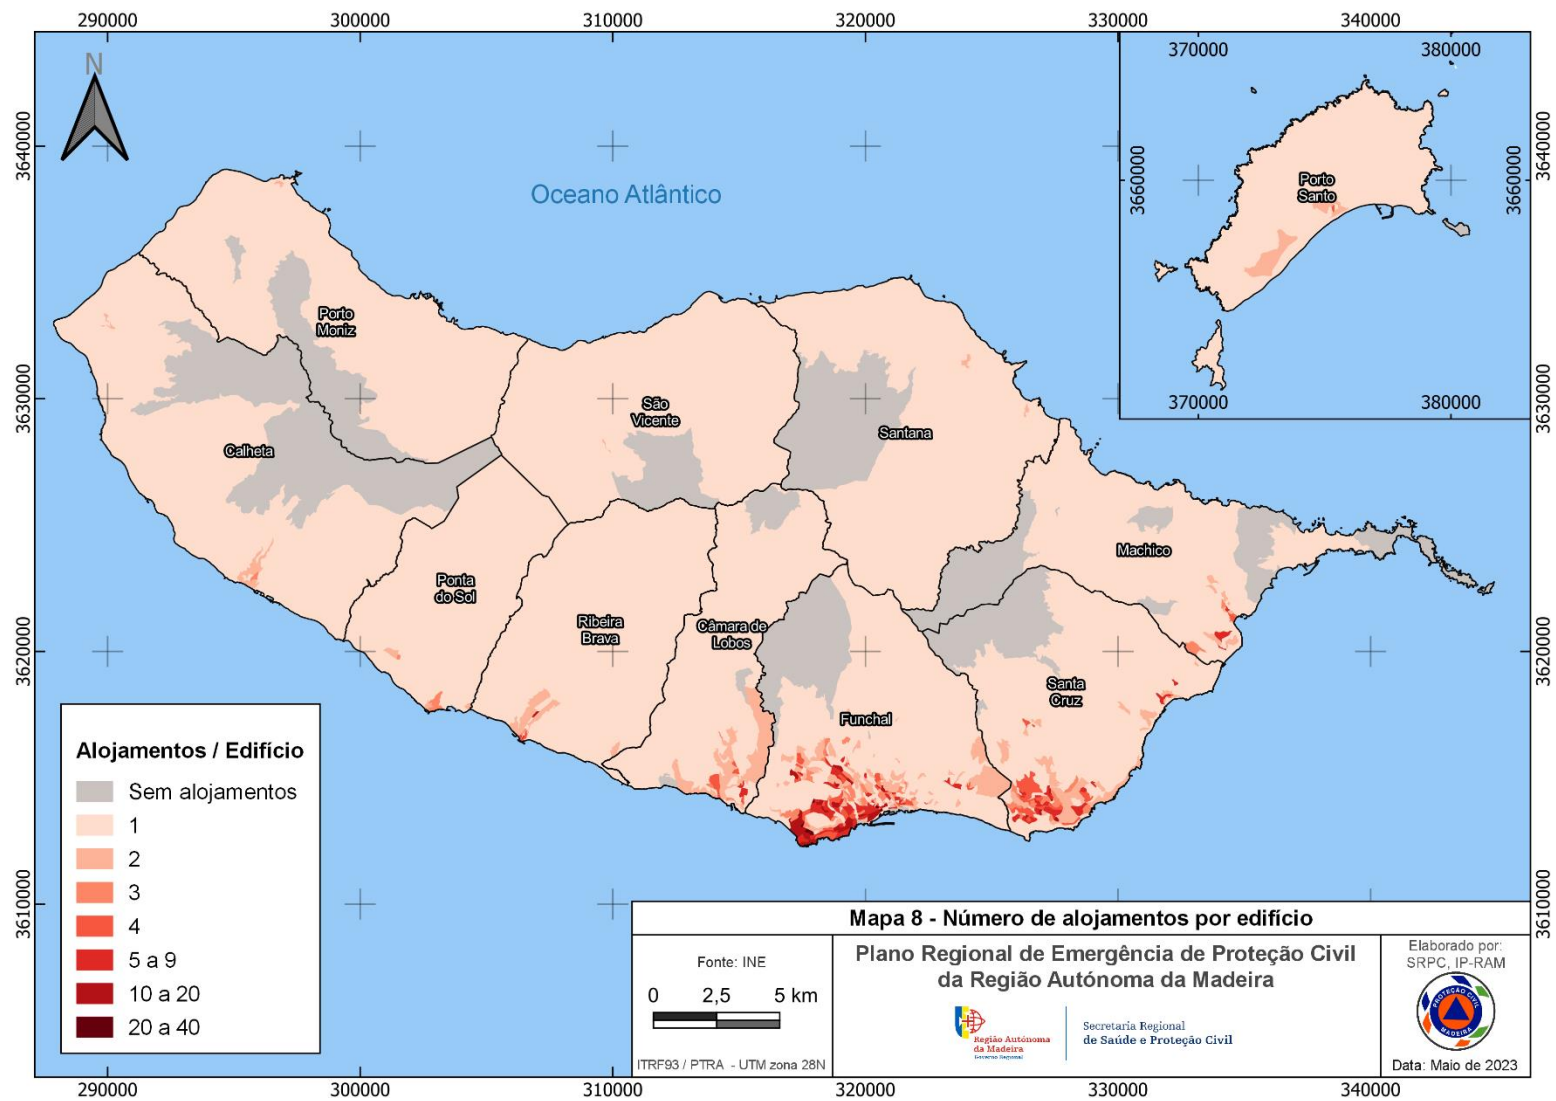 290000 300000 310000 320000 330000 340000
370000 380000
N
3640000 3640000
3660000 3660000
Oceano Atlântico
Porto
Santo
Porto
Moniz
370000 380000
3630000 3630000
São
Vicente
Santana
Calheta
Machico
Ponta
do Sol
Ribeira
Brava
Câmara de
Lobos
3620000 3620000
Santa
Cruz
Funchal
Alojamentos / Edifício
Sem alojamentos
1
2
3
4
5 a 9
10 a 20
20 a 40
3610000 3610000
Mapa 8 - Número de alojamentos por edifício
Fonte: INE
0 2,5 5 km
ITRF93 / PTRA - UTM zona 28N
Plano Regional de Emergência de Proteção Civil
da Região Autónoma da Madeira
Região Autónoma
da Madeira
Governo Regional
Secretaria Regional
de Saúde e Proteção Civil
Elaborado por:
SRPC, IP-RAM
PROTEÇÃO CIVIL
MADEIRA
Data: Maio de 2023
290000 300000 310000 320000 330000 340000